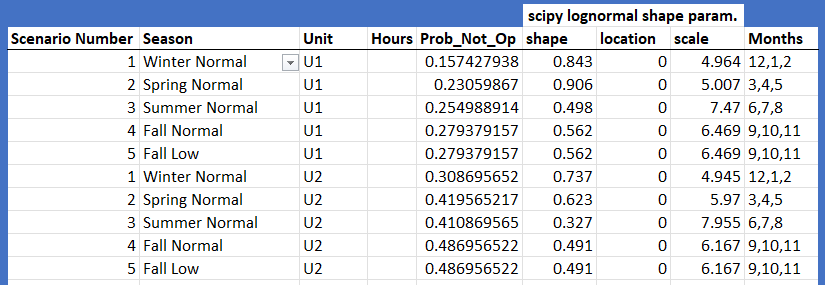 scipy lognormal shape param.
Scenario Number Season Unit Hours Prob_Not_Op shape location scale Months
1 Winter Normal U1 0.157427938 0.843 0 4.964 12,1,2
2 Spring Normal U1 0.23059867 0.906 0 5.007 3,4,5
3 Summer Normal U1 0.254988914 0.498 0 7.47 6,7,8
4 Fall Normal U1 0.279379157 0.562 0 6.469 9,10,11
5 Fall Low U1 0.279379157 0.562 0 6.469 9,10,11
1 Winter Normal U2 0.308695652 0.737 0 4.945 12,1,2
2 Spring Normal U2 0.419565217 0.623 0 5.97 3,4,5
3 Summer Normal U2 0.410869565 0.327 0 7.955 6,7,8
4 Fall Normal U2 0.486956522 0.491 0 6.167 9,10,11
5 Fall Low U2 0.486956522 0.491 0 6.167 9,10,11